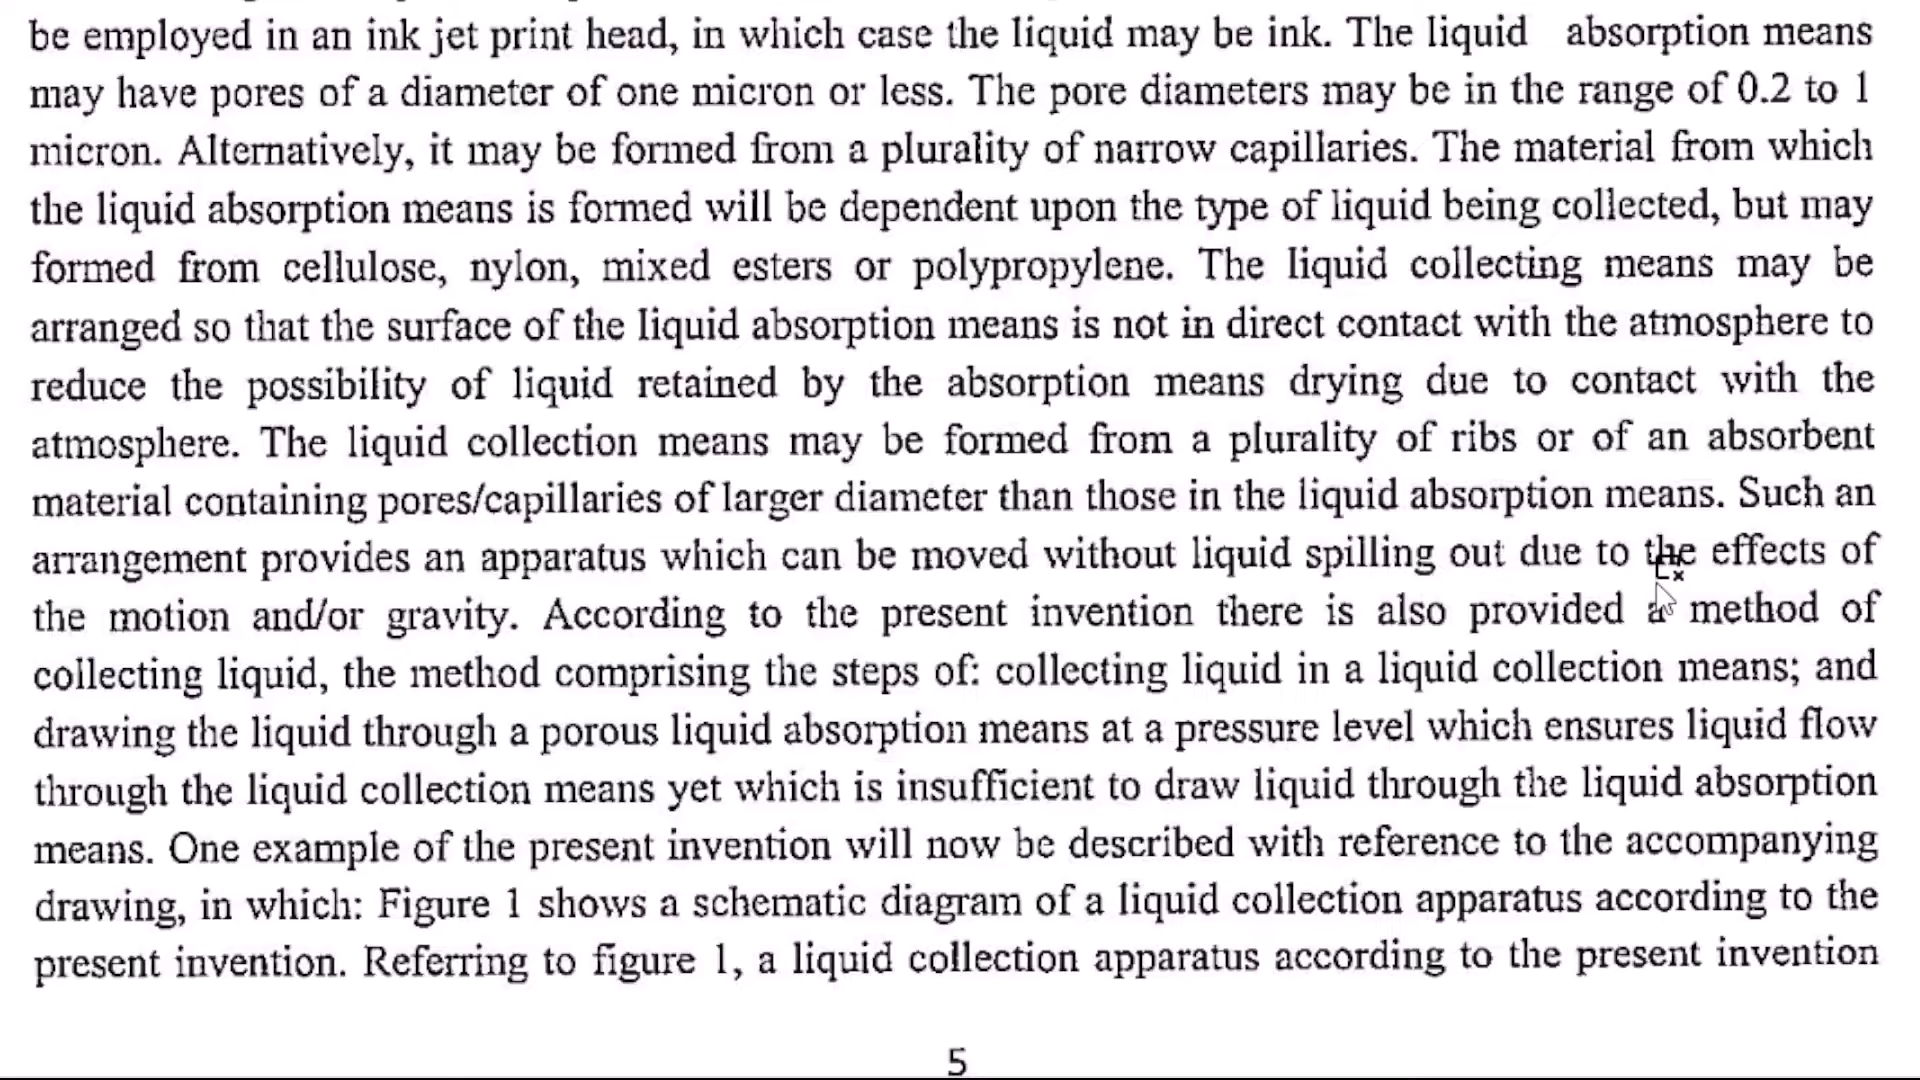 be employed in an ink jet print head, in which case the liquid may be ink. The liquid absorption means
may have pores of a diameter of one micron or less. The pore diameters may be in the range of 0.2 to 1
micron. Alternatively, it may be formed from a plurality of narrow capillaries. The material from which
the liquid absorption means is formed will be dependent upon the type of liquid being collected, but may
formed from cellulose, nylon, mixed esters or polypropylene. The liquid collecting means may be
arranged so that the surface of the liquid absorption means is not in direct contact with the atmosphere to
reduce the possibility of liquid retained by the absorption means drying due to contact with the
atmosphere. The liquid collection means may be formed from a plurality of ribs or of an absorbent
material containing pores/capillaries of larger diameter than those in the liquid absorption means. Such an
arrangement provides an apparatus which can be moved without liquid spilling out due to the effects of
the motion and/or gravity. According to the present invention there is also provided a method of
collecting liquid, the method comprising the steps of: collecting liquid in a liquid collection means; and
drawing the liquid through a porous liquid absorption means at a pressure level which ensures liquid flow
through the liquid collection means yet which is insufficient to draw liquid through the liquid absorption
means. One example of the present invention will now be described with reference to the accompanying
drawing, in which: Figure 1 shows a schematic diagram of a liquid collection apparatus according to the
present invention. Referring to figure 1, a liquid collection apparatus according to the present invention
5